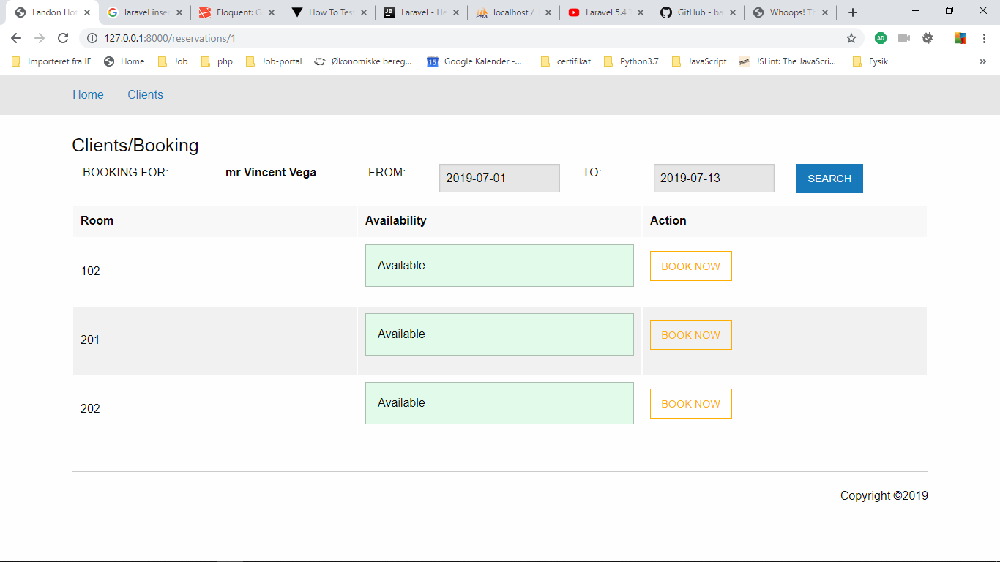 Landon Hot
laravel inser
Eloquent: G
How To Test
Laravel - He
localhost /
Laravel 5.4
GitHub - ba
Whoops! Th
127.0.0.1:8000/reservations/1
AD
Importeret fra IE
Home
Job
php
Job-portal
Økonomiske bereg...
15
Google Kalender -...
certifikat
Python3.7
JavaScript
JSLint: The JavaScri...
Fysik
»
Home Clients
Clients/Booking
BOOKING FOR: mr Vincent Vega FROM: 2019-07-01 TO: 2019-07-13 SEARCH
Room Availability Action
102 Available BOOK NOW
201 Available BOOK NOW
202 Available BOOK NOW
Copyright ©2019